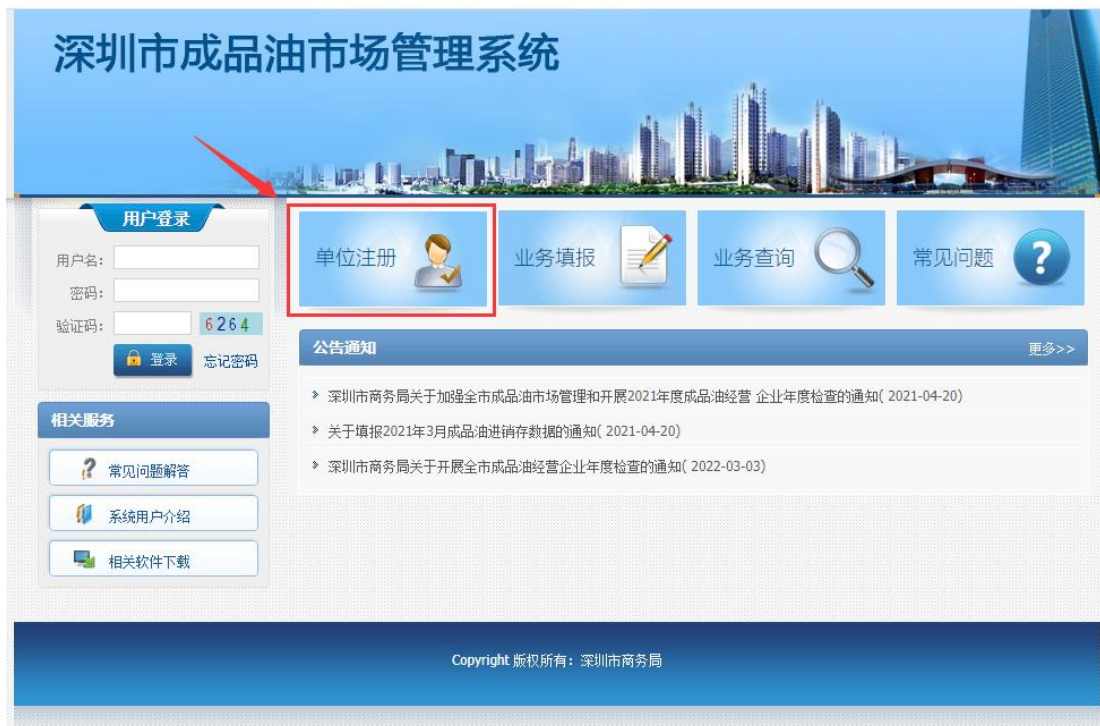 深圳市成品油市场管理系统
用户登录
用户名：
密码：
验证码：
6264
登录
忘记密码
单位注册
业务填报
业务查询
常见问题
?
公告通知
更多>>
深圳市商务局关于加强全市成品油市场管理和开展2021年度成品油经营 企业年度检查的通知( 2021-04-20)
关于填报2021年3月成品油进销存数据的通知( 2021-04-20)
深圳市商务局关于开展全市成品油经营企业年度检查的通知( 2022-03-03)
相关服务
常见问题解答
系统用户介绍
相关软件下载
Copyright 版权所有：深圳市商务局